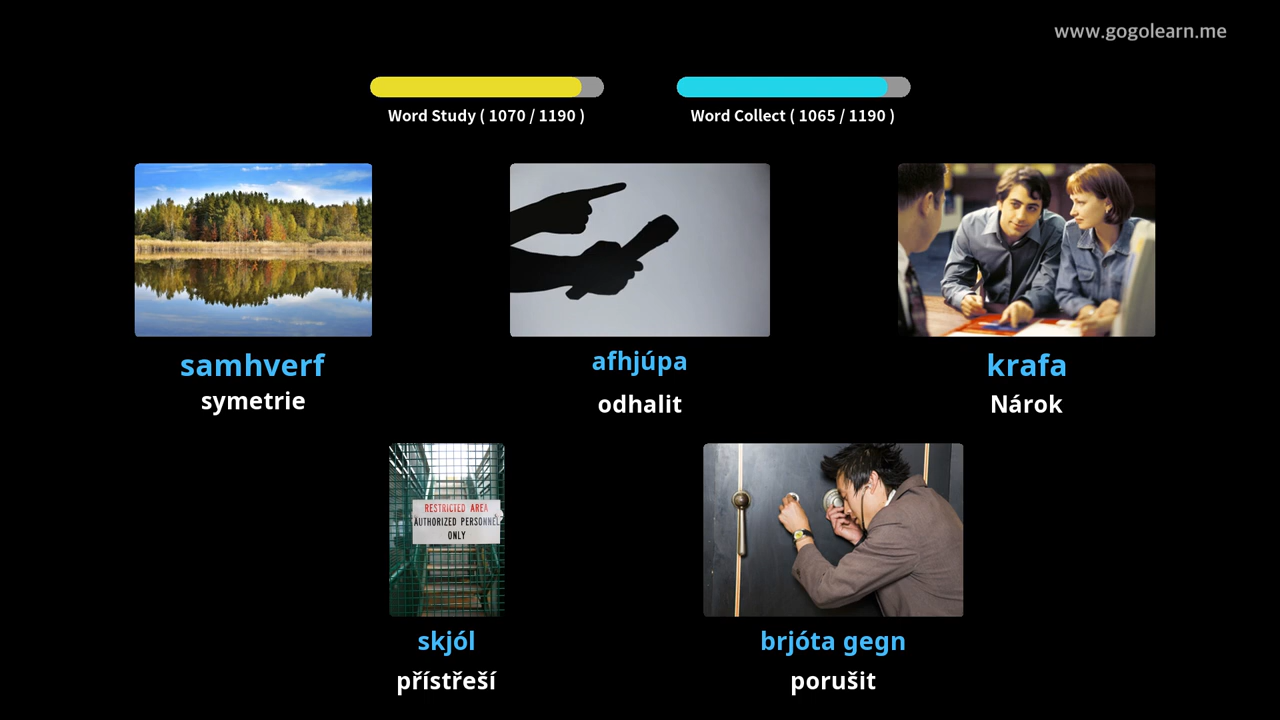 www.gogolearn.me
Word Study ( 1070 / 1190 )
Word Collect ( 1065 / 1190 )
samhverf
symetrie
afhjúpa
odhalit
krafa
Nárok
RESTRICTED AREA
AUTHORIZED PERSONNEL
ONLY
skjól
přístřeší
brjóta gegn
porušit